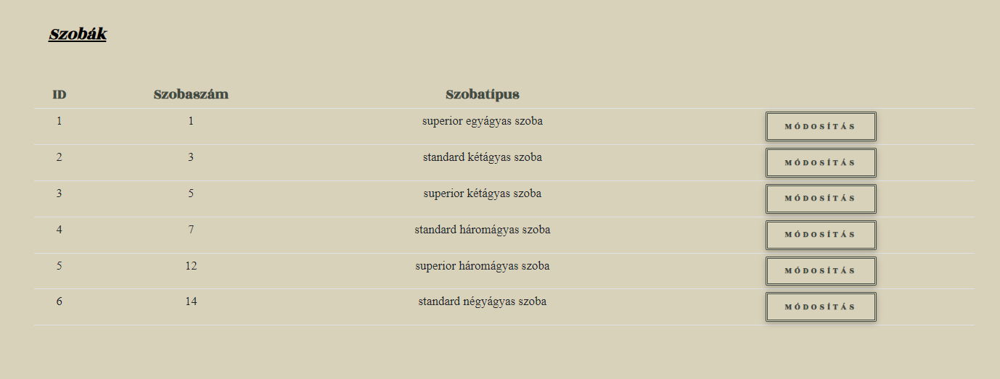 Szobák
ID Szobaszám Szobatípus
1 1 superior egyágyas szoba MÓDOSÍTÁS
2 3 standard kétágyas szoba MÓDOSÍTÁS
3 5 superior kétágyas szoba MÓDOSÍTÁS
4 7 standard háromágyas szoba MÓDOSÍTÁS
5 12 superior háromágyas szoba MÓDOSÍTÁS
6 14 standard négyágyas szoba MÓDOSÍTÁS